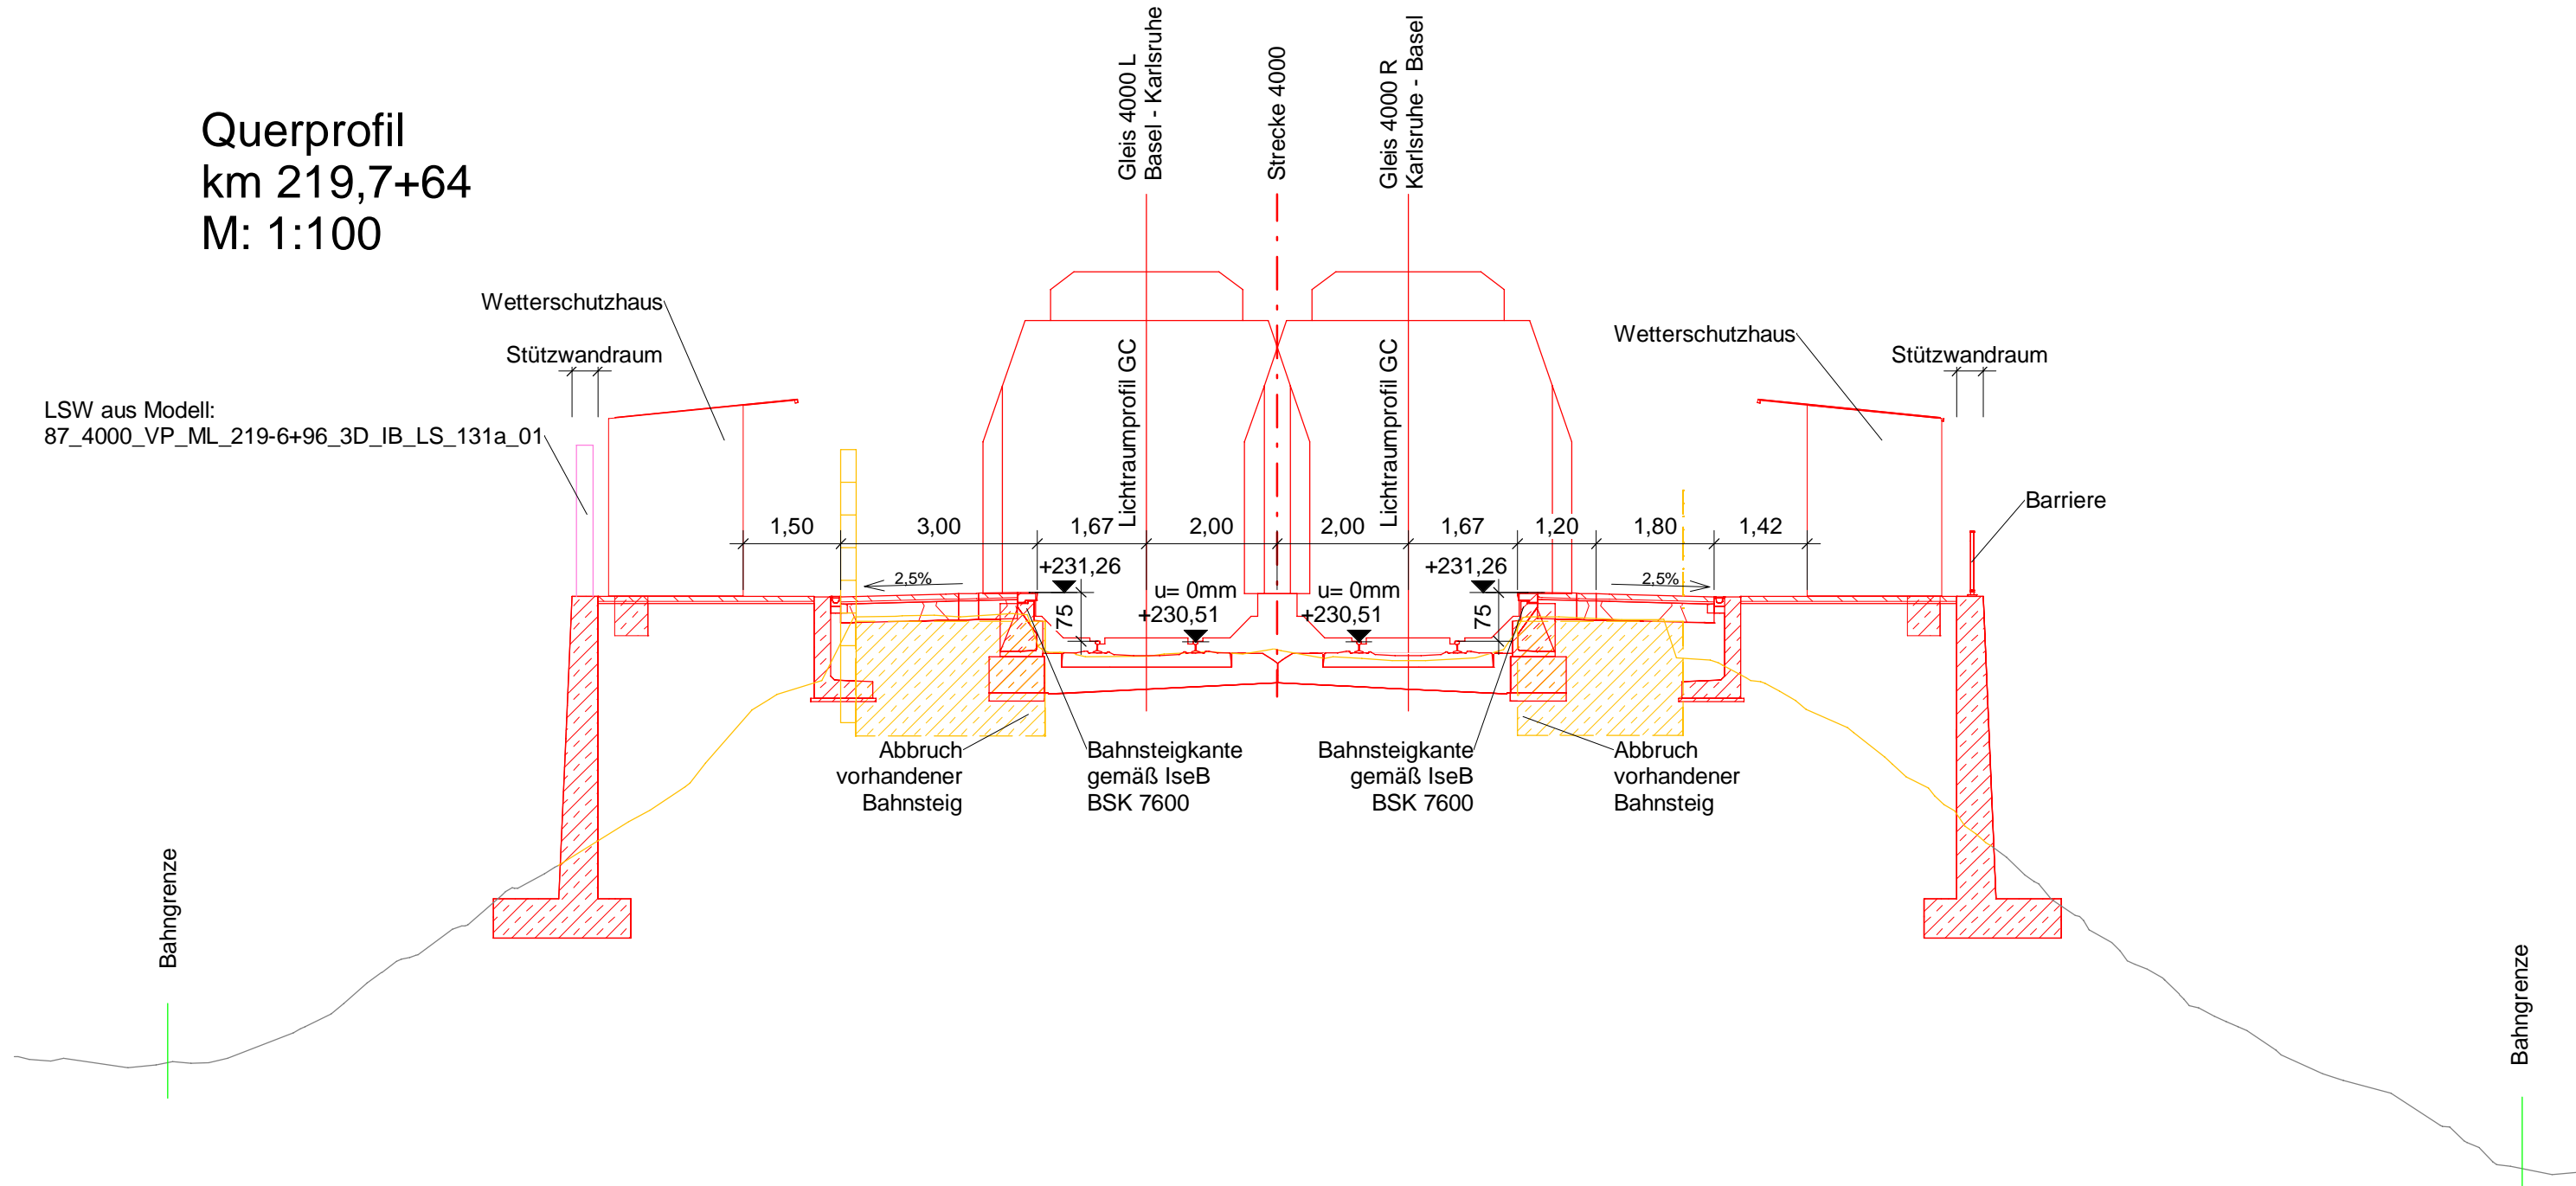 Querprofil
km 219,7+64
M: 1:100
Gleis 4000 L
Basel - Karlsruhe
Strecke 4000
Gleis 4000 R
Karlsruhe - Basel
Wetterschutzhaus
Stützwandraum
LSW aus Modell:
87_4000_VP_ML_219-6+96_3D_IB_LS_131a_01
Wetterschutzhaus
Stützwandraum
Barriere
Lichtraumprofil GC
Lichtraumprofil GC
1,50
3,00
1,67
2,00
2,00
1,67
1,20
1,80
1,42
2,5%
+231,26
75
u= 0mm
+230,51
u= 0mm
+230,51
+231,26
75
2,5%
Abbruch
vorhandener
Bahnsteig
Bahnsteigkante
gemäß IseB
BSK 7600
Bahnsteigkante
gemäß IseB
BSK 7600
Abbruch
vorhandener
Bahnsteig
Bahngrenze
Bahngrenze